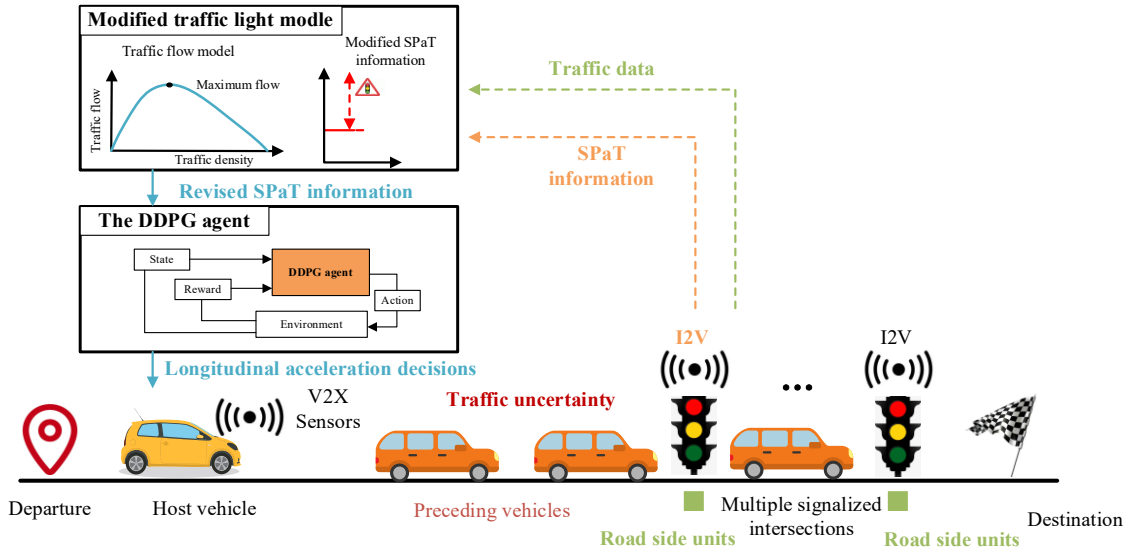 Modified traffic light modle
Traffic flow model
Modified SPaT
information
Maximum flow
Traffic flow
Traffic density
Traffic data
SPaT
information
Revised SPaT information
The DDPG agent
State
DDPG agent
Reward
Action
Environment
Longitudinal acceleration decisions
I2V
I2V
V2X
Sensors
Traffic uncertainty
...
Departure
Host vehicle
Preceding vehicles
Multiple signalized
intersections
Destination
Road side units
Road side units